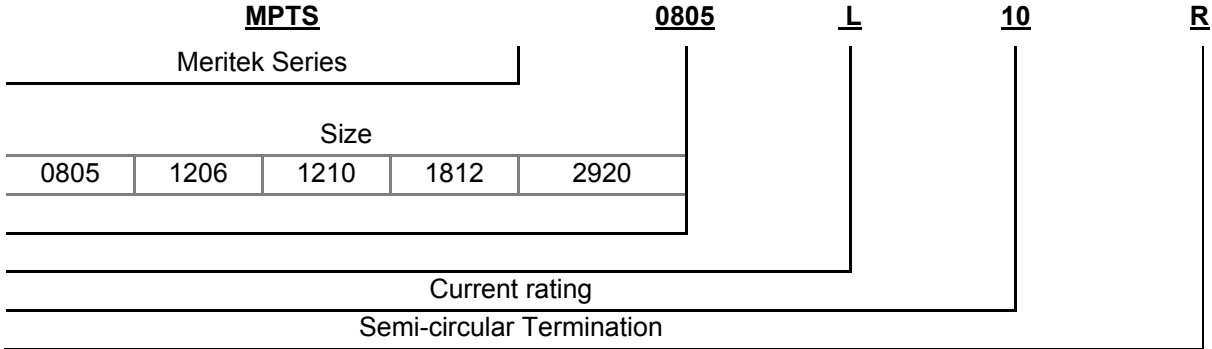 MPTS 0805 L 10 R
Meritek Series
Size
0805 1206 1210 1812 2920
Current rating
Semi-circular Termination